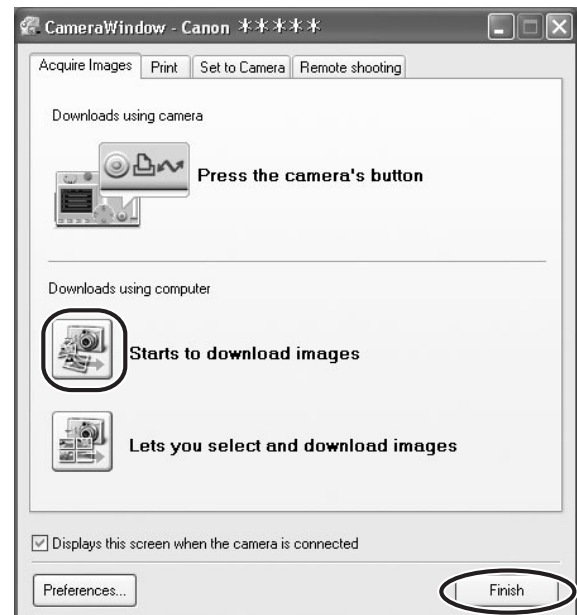 CameraWindow - Canon *****
Acquire Images Print Set to Camera Remote shooting
Downloads using camera
Press the camera's button
Downloads using computer
Starts to download images
Lets you select and download images
Displays this screen when the camera is connected
Preferences... Finish